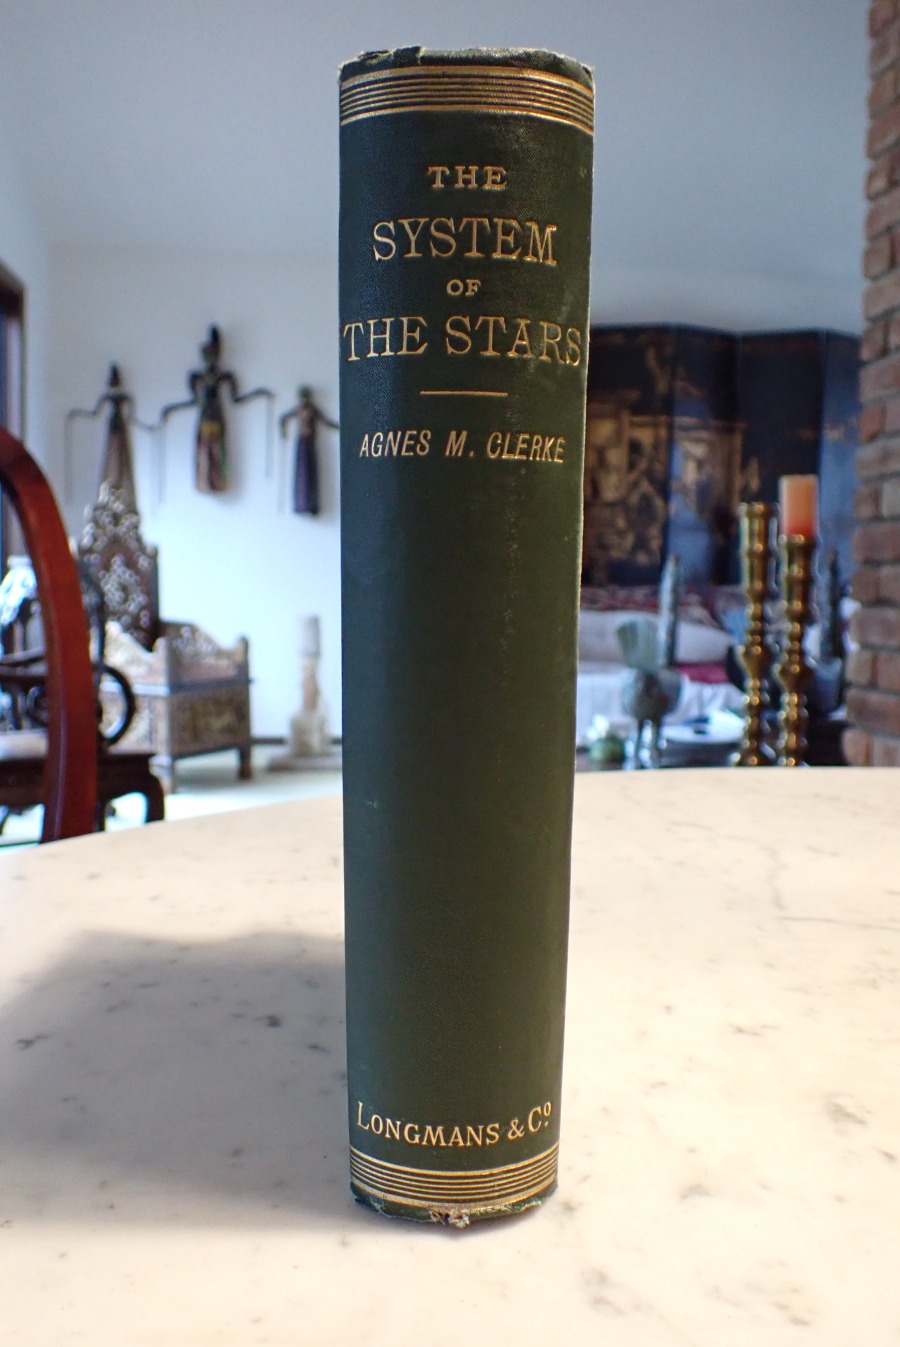 THE
SYSTEM
OF
THE STARS
AGNES M. CLERKE
LONGMANS & Cº